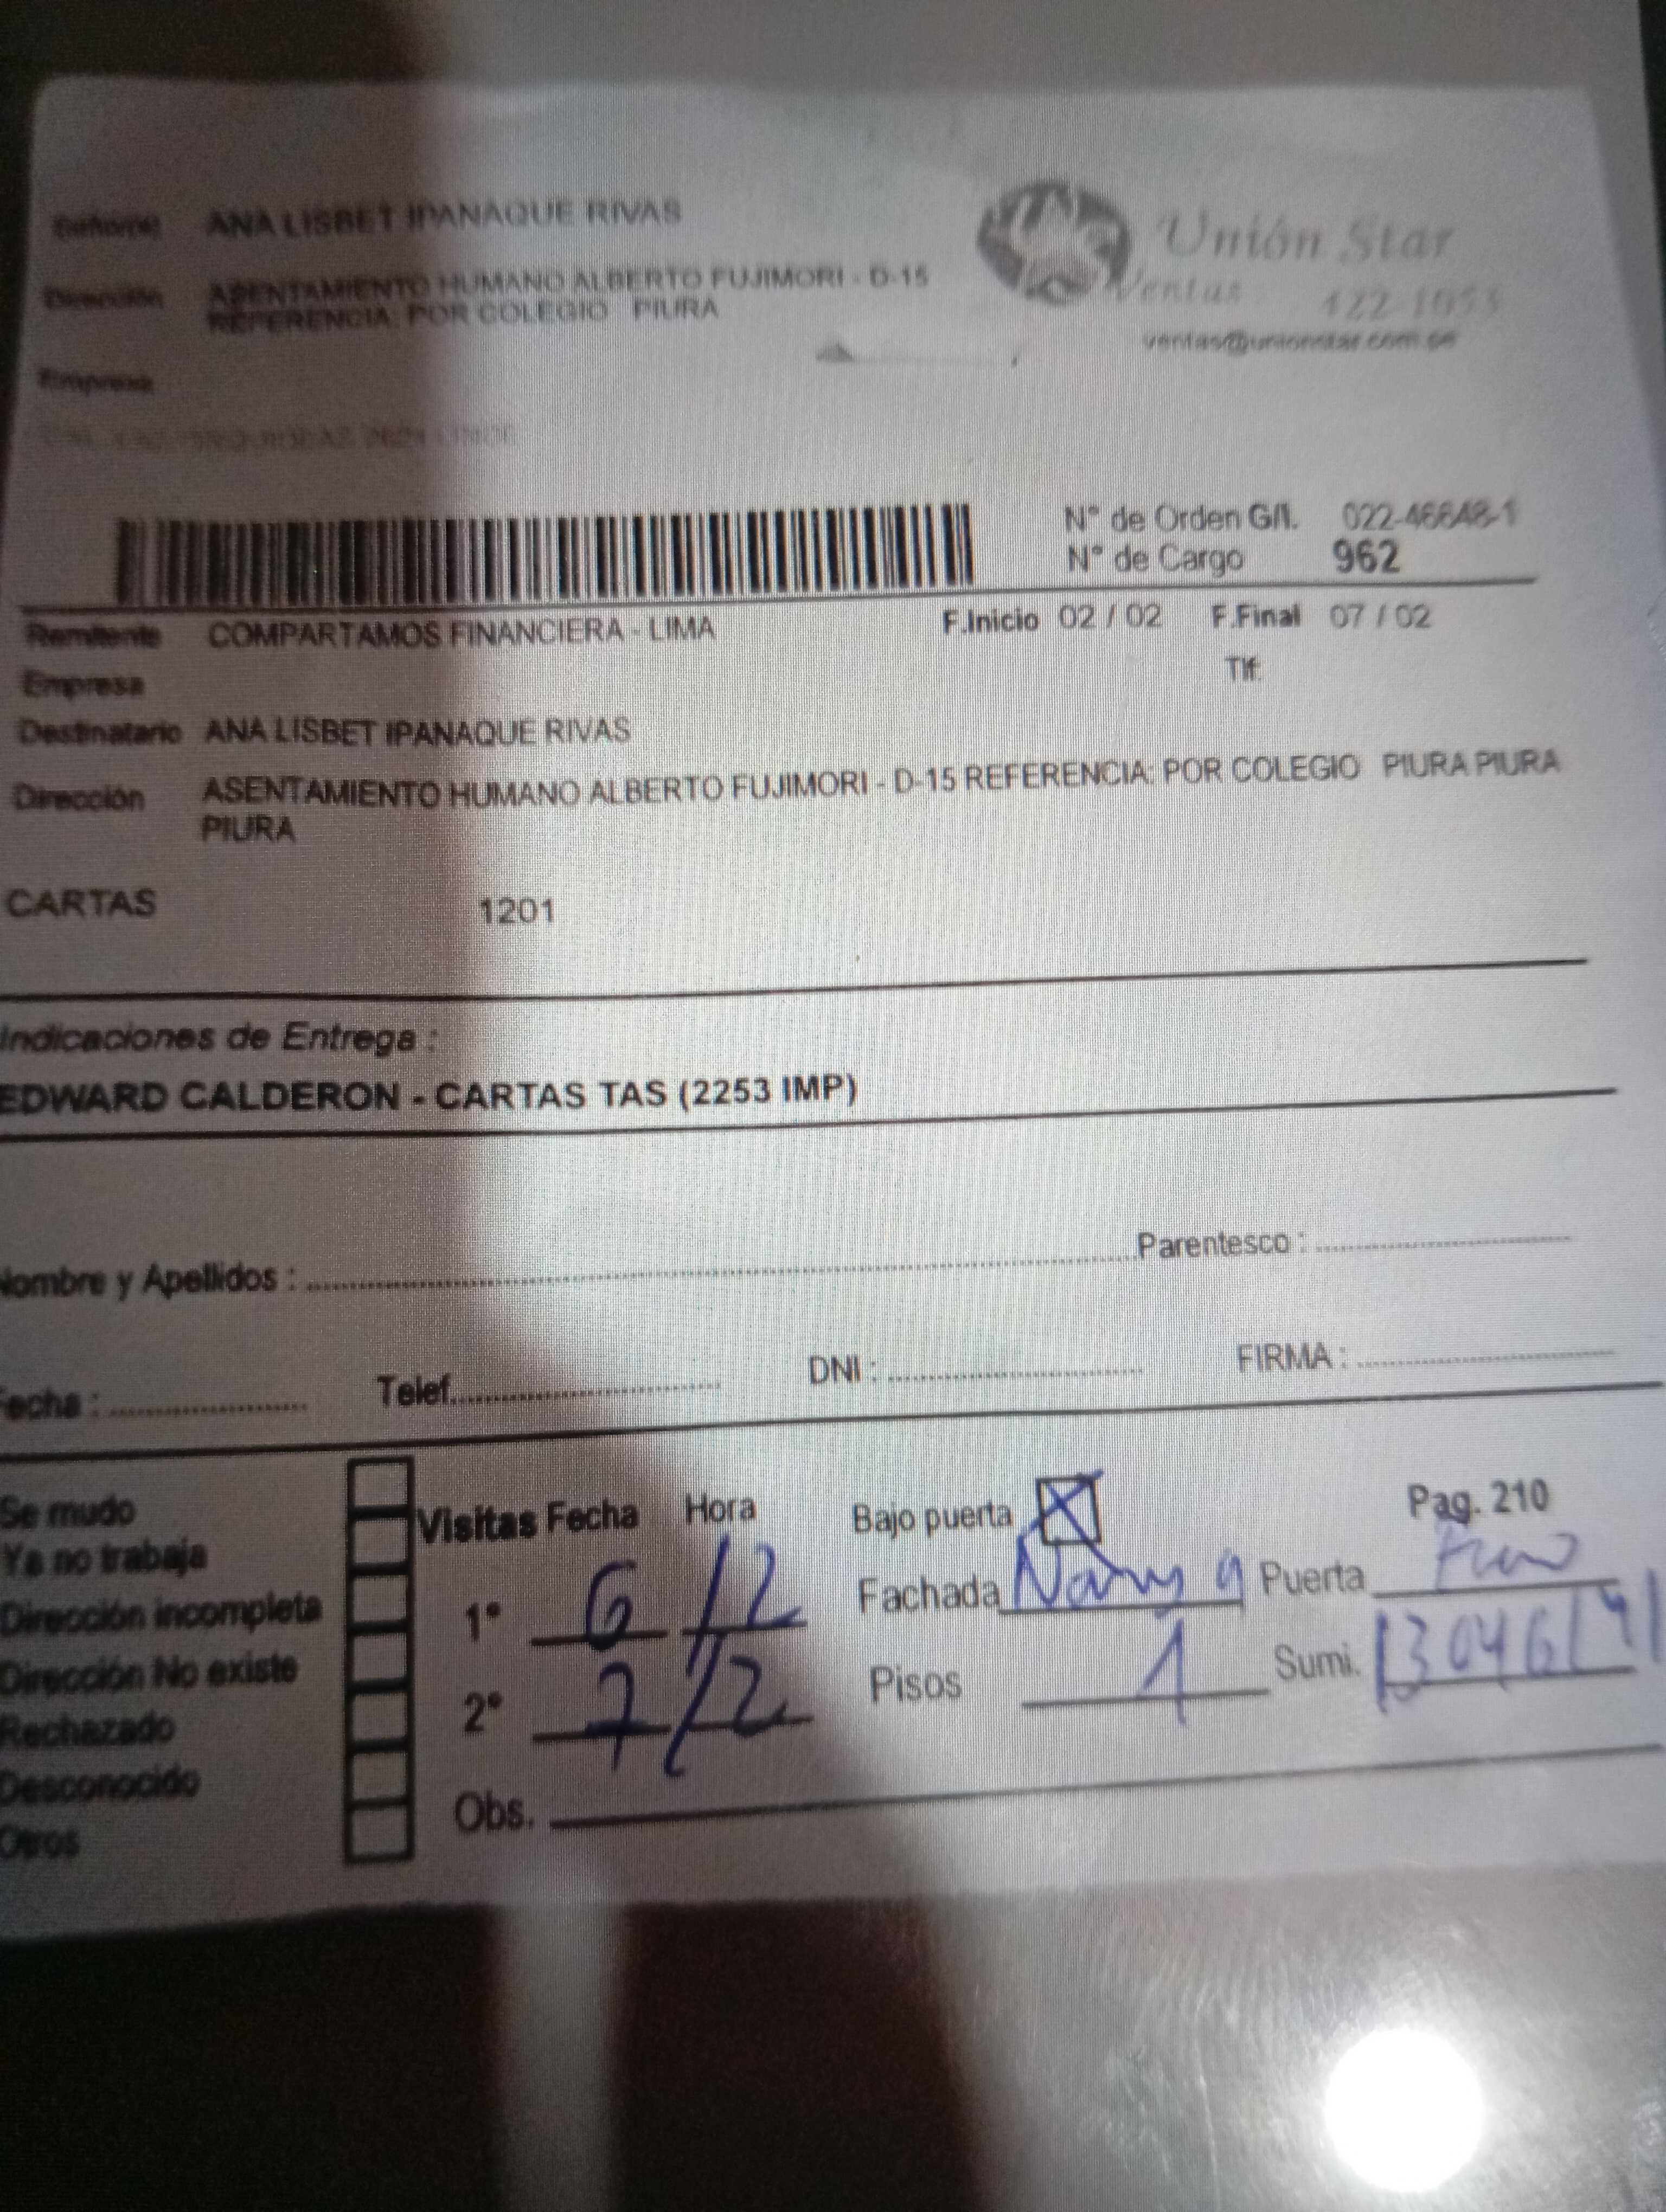 Señor(a) ANA LISBET IPANAQUE RIVAS
Unión Star
Ventas 422-1053
ventas@unionstar.com.pe
Dirección ASENTAMIENTO HUMANO ALBERTO FUJIMORI - D-15
REFERENCIA: POR COLEGIO PIURA
Empresa
N° de Orden G/I. 022-46648-1
N° de Cargo 962
Remitente COMPARTAMOS FINANCIERA - LIMA F.Inicio 02 / 02 F.Final 07 / 02
Empresa Tlf:
Destinatario ANA LISBET IPANAQUE RIVAS
Dirección ASENTAMIENTO HUMANO ALBERTO FUJIMORI - D-15 REFERENCIA: POR COLEGIO PIURA PIURA
PIURA
CARTAS 1201
Indicaciones de Entrega :
EDWARD CALDERON - CARTAS TAS (2253 IMP)
Nombre y Apellidos : Parentesco :
Fecha : Telef. DNI : FIRMA :
Se mudo
Ya no trabaja
Dirección incompleta
Dirección No existe
Rechazado
Desconocido
Otros
Visitas Fecha Hora
1° 6/2
2° 7/2
Obs.
Bajo puerta X Pag. 210
Fachada Puerta
Pisos 1 Sumi.